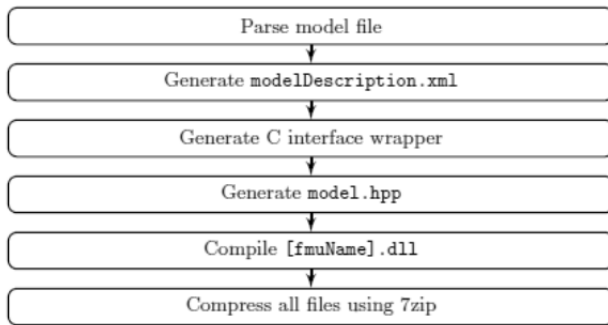 Parse model file
Generate modelDescription.xml
Generate C interface wrapper
Generate model.hpp
Compile [fmuName].dll
Compress all files using 7zip